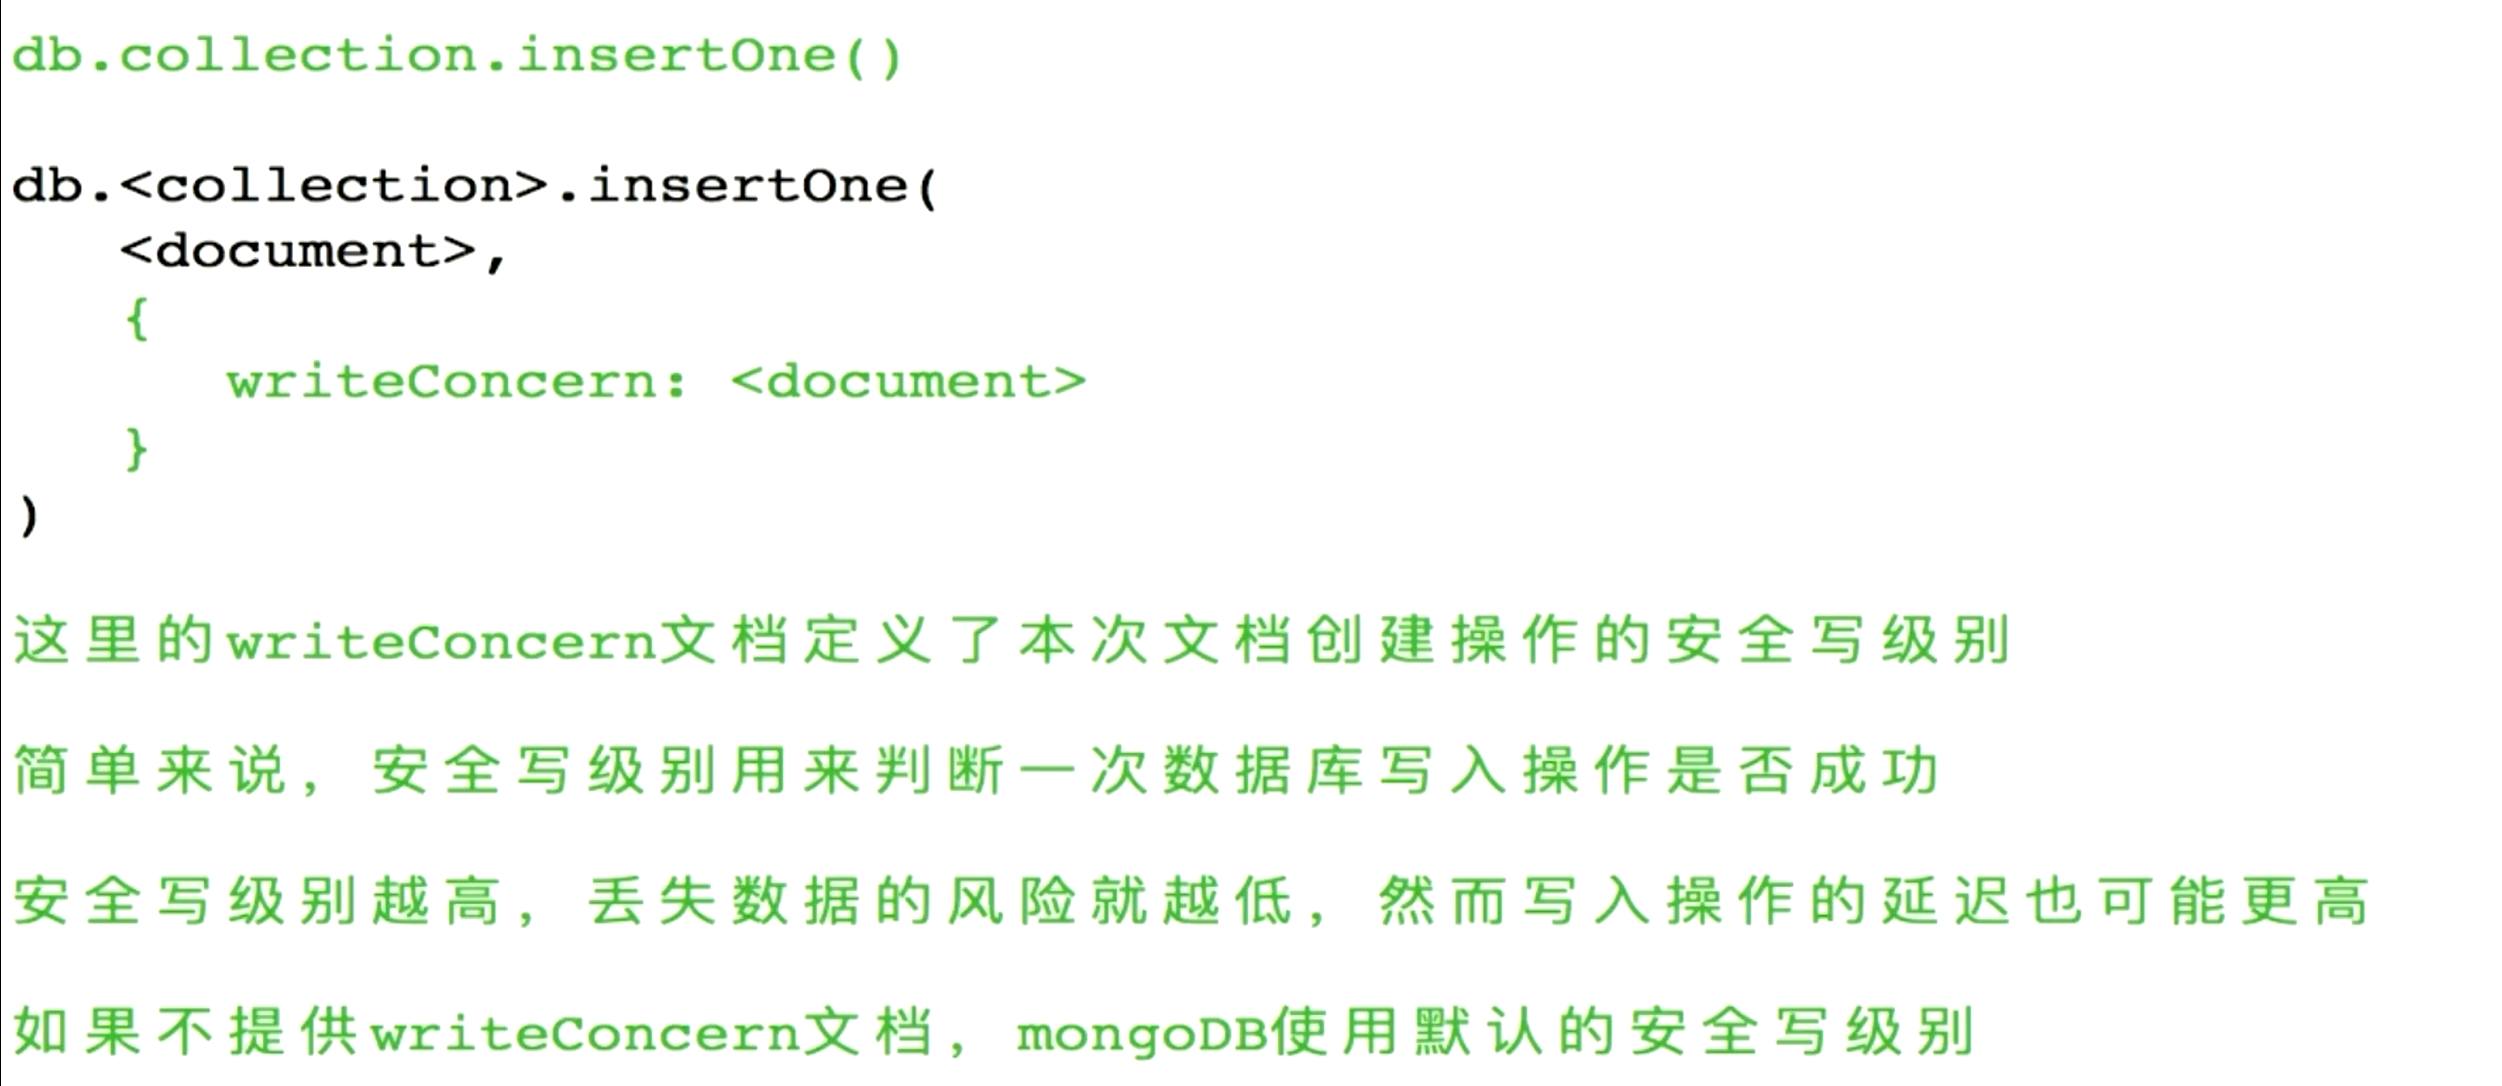 db.collection.insertOne()
db.<collection>.insertOne(
<document>,
{
writeConcern: <document>
}
)
这里的writeConcern文档定义了本次文档创建操作的安全写级别
简单来说，安全写级别用来判断一次数据库写入操作是否成功
安全写级别越高，丢失数据的风险就越低，然而写入操作的延迟也可能更高
如果不提供writeConcern文档，mongoDB使用默认的安全写级别